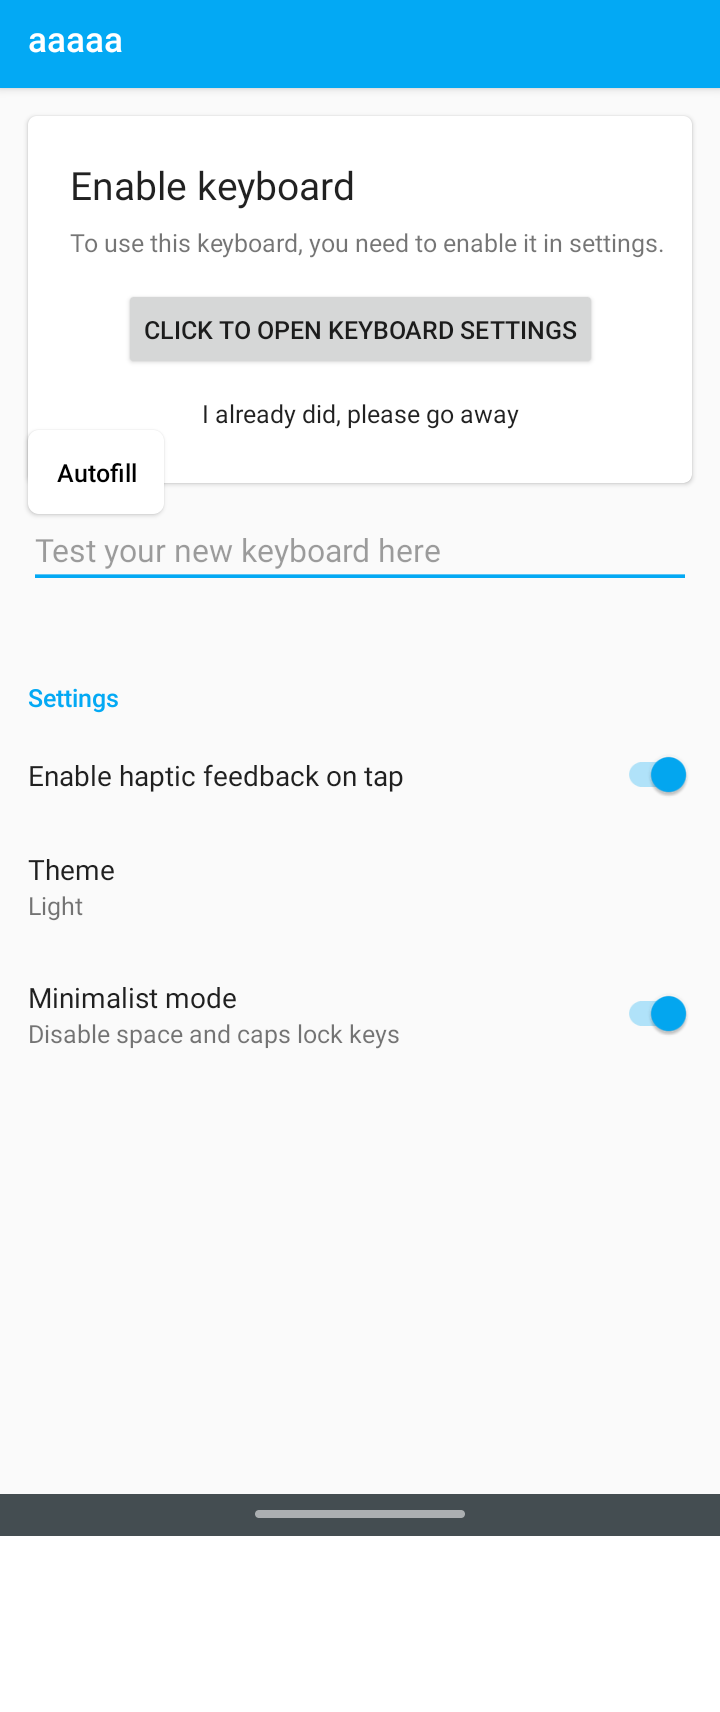 aaaaa
Enable keyboard
To use this keyboard, you need to enable it in settings.
CLICK TO OPEN KEYBOARD SETTINGS
I already did, please go away
Autofill
Test your new keyboard here
Settings
Enable haptic feedback on tap
Theme
Light
Minimalist mode
Disable space and caps lock keys